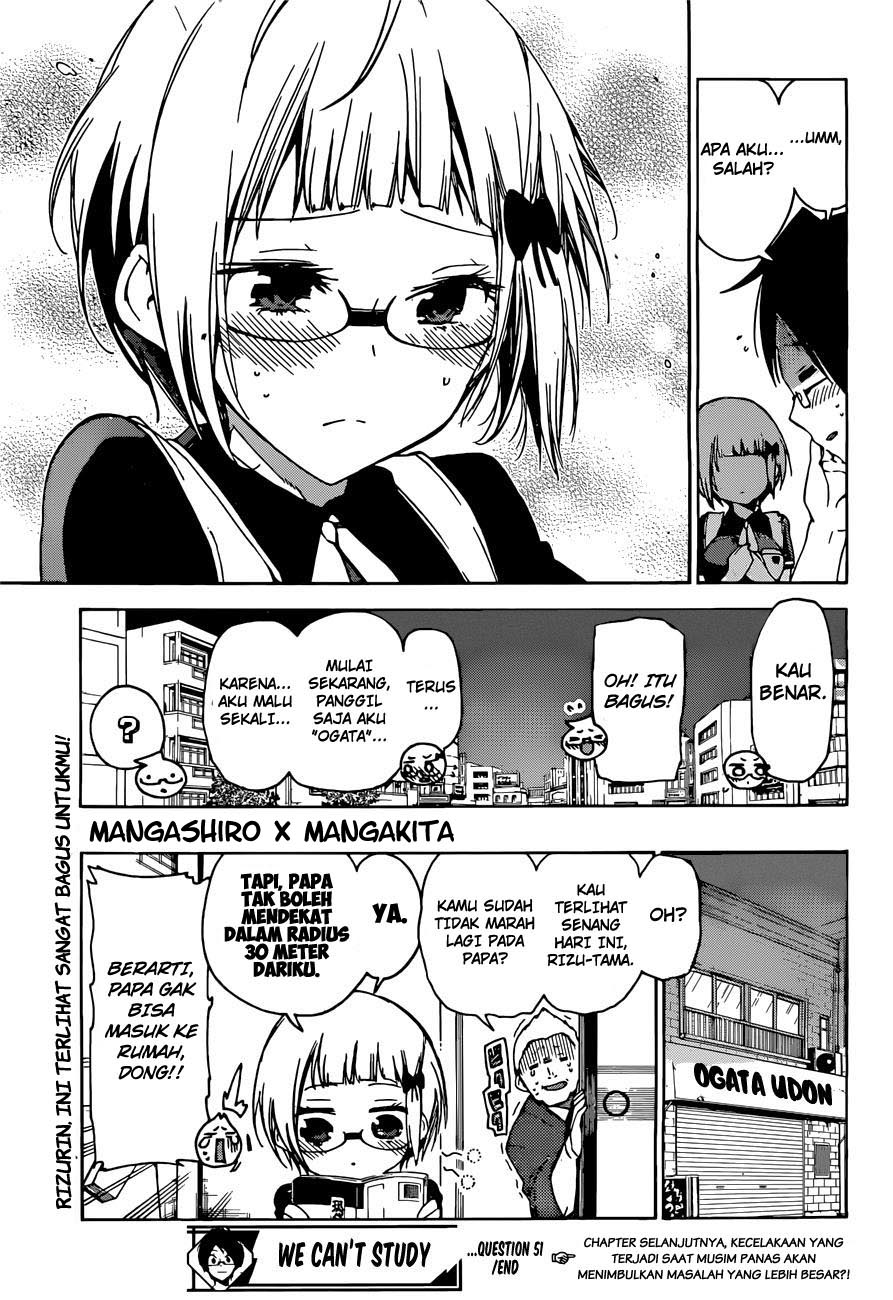 ...UMM,
APA AKU...
SALAH?
KAU
BENAR.
OH! ITU
BAGUS!
TERUS
...
MULAI
SEKARANG,
PANGGIL
SAJA AKU
"OGATA"...
KARENA...
AKU MALU
SEKALI...
?
MANGASHIRO X MANGAKITA
RIZURIN, INI TERLIHAT SANGAT BAGUS UNTUKMU!
OGATA UDON
OH?
KAU
TERLIHAT
SENANG
HARI INI,
RIZU-TAMA.
KAMU SUDAH
TIDAK MARAH
LAGI PADA
PAPA?
YA.
TAPI, PAPA
TAK BOLEH
MENDEKAT
DALAM RADIUS
30 METER
DARIKU.
BERARTI,
PAPA GAK
BISA
MASUK KE
RUMAH,
DONG!!
WE CAN'T STUDY
...QUESTION 51
/END
CHAPTER SELANJUTNYA, KECELAKAAN YANG
TERJADI SAAT MUSIM PANAS AKAN
MENIMBULKAN MASALAH YANG LEBIH BESAR?!